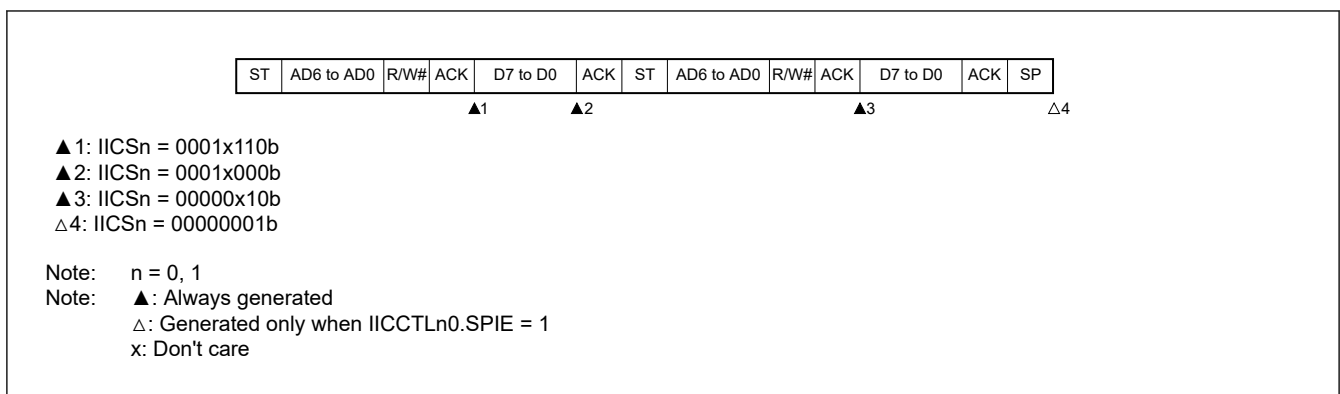 ST AD6 to AD0 R/W# ACK D7 to D0 ACK ST AD6 to AD0 R/W# ACK D7 to D0 ACK SP
▲1 ▲2 ▲3 △4
▲1: IICSn = 0001x110b
▲2: IICSn = 0001x000b
▲3: IICSn = 00000x10b
△4: IICSn = 00000001b
Note: n = 0, 1
Note: ▲: Always generated
△: Generated only when IICCTLn0.SPIE = 1
x: Don't care